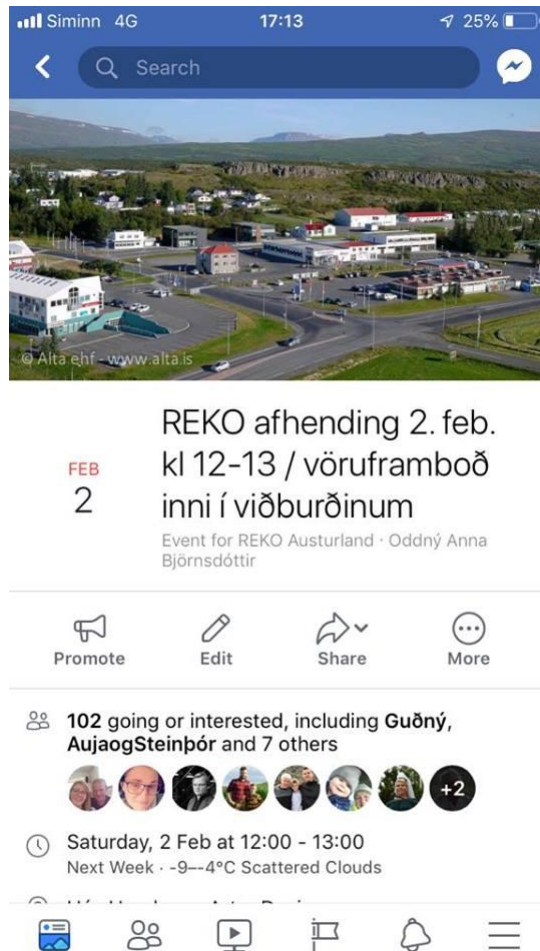 Siminn 4G 17:13 25%
Search
© Alta ehf - www.alta.is
FEB
2
REKO afhending 2. feb.
kl 12-13 / vöruframboð
inni í viðburðinum
Event for REKO Austurland · Oddný Anna
Björnsdóttir
Promote Edit Share More
102 going or interested, including Guðný,
AujaogSteinþór and 7 others
+2
Saturday, 2 Feb at 12:00 - 13:00
Next Week · -9–-4°C Scattered Clouds